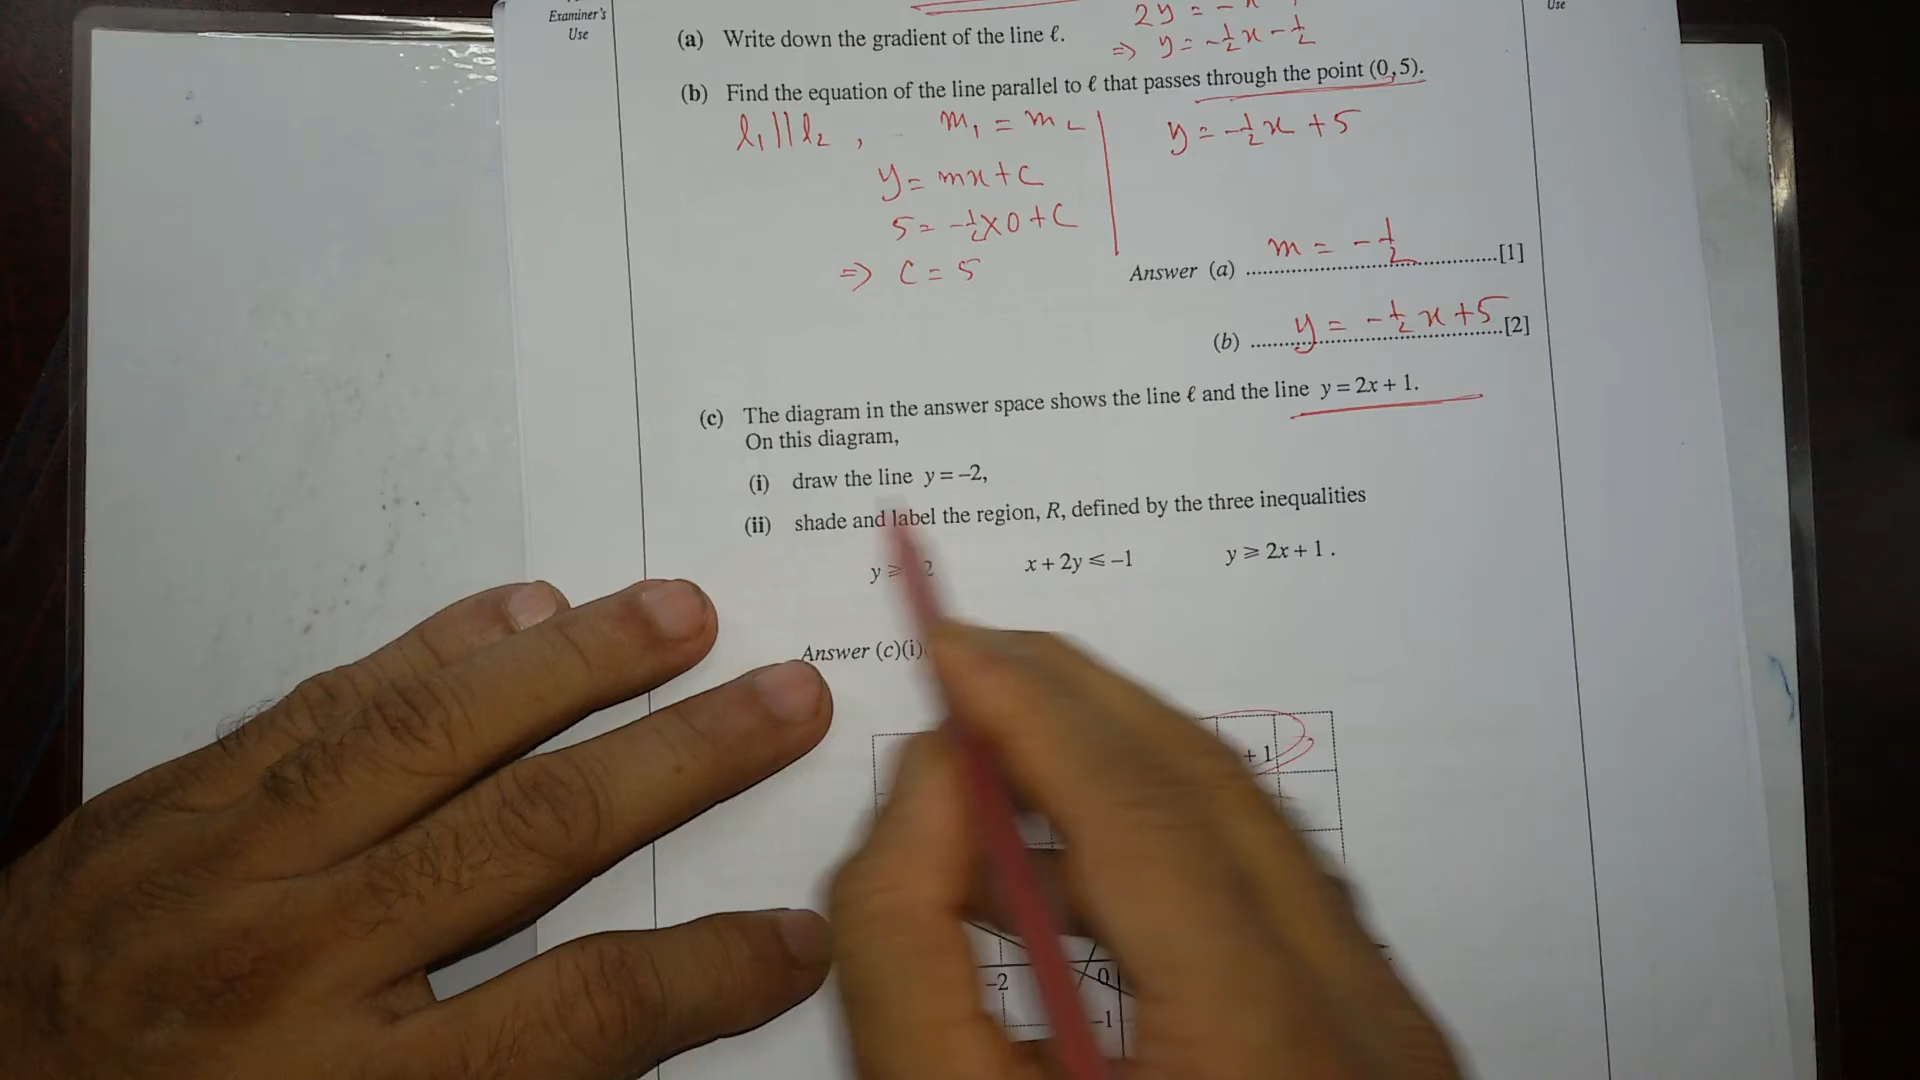 Examiner's
Use
Use
2y = -x
(a) Write down the gradient of the line ℓ.
⇒ y = -½x - ½
(b) Find the equation of the line parallel to ℓ that passes through the point (0, 5).
l₁ || l₂ , m₁ = m₂
y = -½x + 5
y = mx + c
5 = -½ × 0 + c
⇒ c = 5
m = -½
Answer (a) ........................................[1]
y = -½x + 5
(b) ........................................[2]
(c) The diagram in the answer space shows the line ℓ and the line y = 2x + 1.
On this diagram,
(i) draw the line y = –2,
(ii) shade and label the region, R, defined by the three inequalities
y ⩾ 2 x + 2y ⩽ –1 y ⩾ 2x + 1 .
Answer (c)(i)
+ 1
–2 0
–1